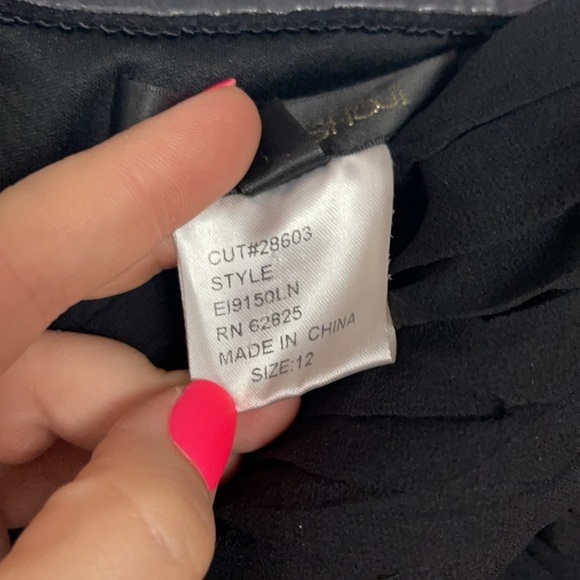 CUT#28603
STYLE
EI9150LN
RN 62825
MADE IN CHINA
SIZE:12